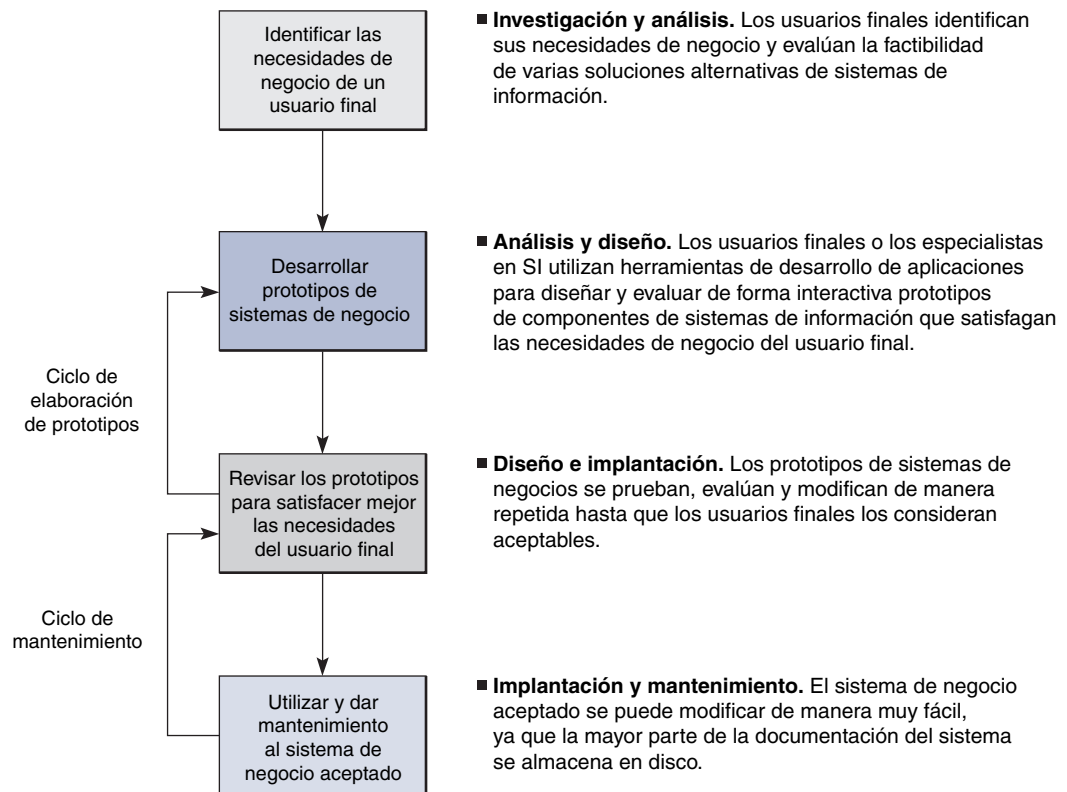 Identificar las
necesidades de
negocio de un
usuario final
■ Investigación y análisis. Los usuarios finales identifican
sus necesidades de negocio y evalúan la factibilidad
de varias soluciones alternativas de sistemas de
información.
Desarrollar
prototipos de
sistemas de negocio
■ Análisis y diseño. Los usuarios finales o los especialistas
en SI utilizan herramientas de desarrollo de aplicaciones
para diseñar y evaluar de forma interactiva prototipos
de componentes de sistemas de información que satisfagan
las necesidades de negocio del usuario final.
Ciclo de
elaboración
de prototipos
Revisar los prototipos
para satisfacer mejor
las necesidades
del usuario final
■ Diseño e implantación. Los prototipos de sistemas de
negocios se prueban, evalúan y modifican de manera
repetida hasta que los usuarios finales los consideran
aceptables.
Ciclo de
mantenimiento
Utilizar y dar
mantenimiento
al sistema de
negocio aceptado
■ Implantación y mantenimiento. El sistema de negocio
aceptado se puede modificar de manera muy fácil,
ya que la mayor parte de la documentación del sistema
se almacena en disco.